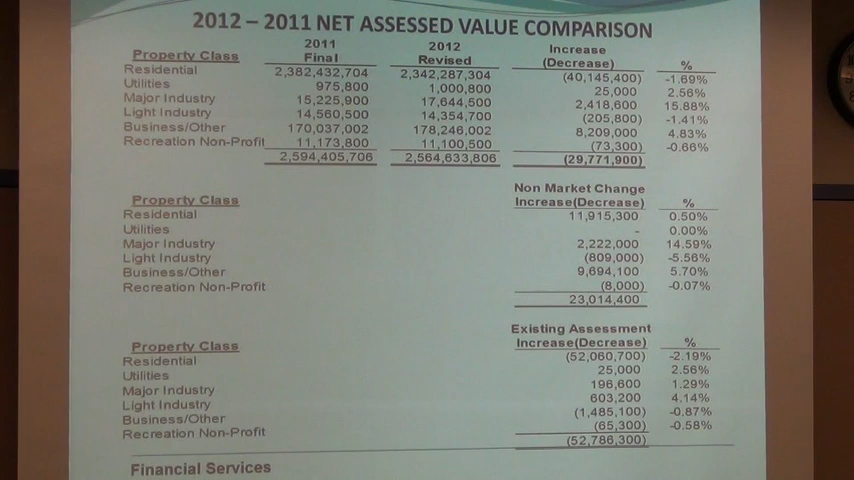 2012 – 2011 NET ASSESSED VALUE COMPARISON
Property Class 2011 Final 2012 Revised Increase (Decrease) %
Residential 2,382,432,704 2,342,287,304 (40,145,400) -1.69%
Utilities 975,800 1,000,800 25,000 2.56%
Major Industry 15,225,900 17,644,500 2,418,600 15.88%
Light Industry 14,560,500 14,354,700 (205,800) -1.41%
Business/Other 170,037,002 178,246,002 8,209,000 4.83%
Recreation Non-Profit 11,173,800 11,100,500 (73,300) -0.66%
2,594,405,706 2,564,633,806 (29,771,900)
Non Market Change
Property Class Increase(Decrease) %
Residential 11,915,300 0.50%
Utilities - 0.00%
Major Industry 2,222,000 14.59%
Light Industry (809,000) -5.56%
Business/Other 9,694,100 5.70%
Recreation Non-Profit (8,000) -0.07%
23,014,400
Existing Assessment
Property Class Increase(Decrease) %
Residential (52,060,700) -2.19%
Utilities 25,000 2.56%
Major Industry 196,600 1.29%
Light Industry 603,200 4.14%
Business/Other (1,485,100) -0.87%
Recreation Non-Profit (65,300) -0.58%
(52,786,300)
Financial Services